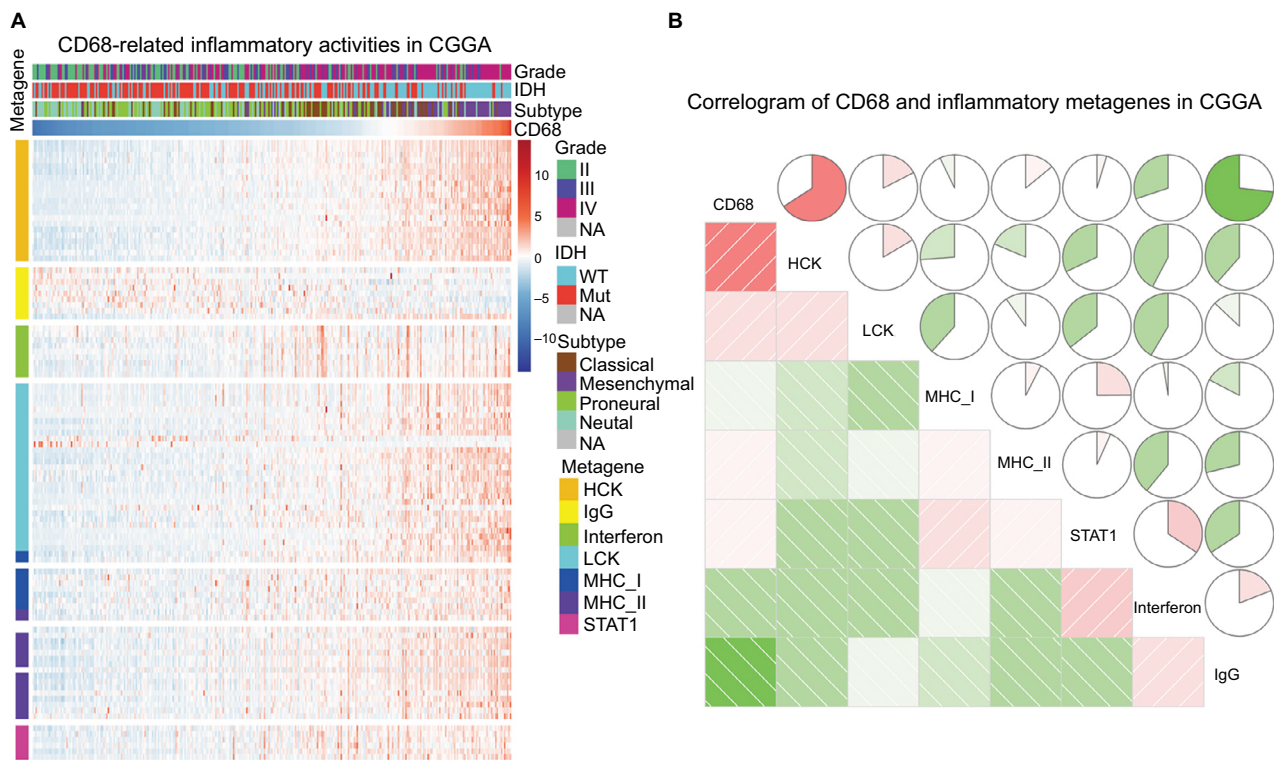 A
CD68-related inflammatory activities in CGGA
Metagene
Grade
IDH
Subtype
CD68
10
5
0
−5
−10
Grade
II
III
IV
NA
IDH
WT
Mut
NA
Subtype
Classical
Mesenchymal
Proneural
Neutal
NA
Metagene
HCK
IgG
Interferon
LCK
MHC_I
MHC_II
STAT1
B
Correlogram of CD68 and inflammatory metagenes in CGGA
CD68
HCK
LCK
MHC_I
MHC_II
STAT1
Interferon
IgG